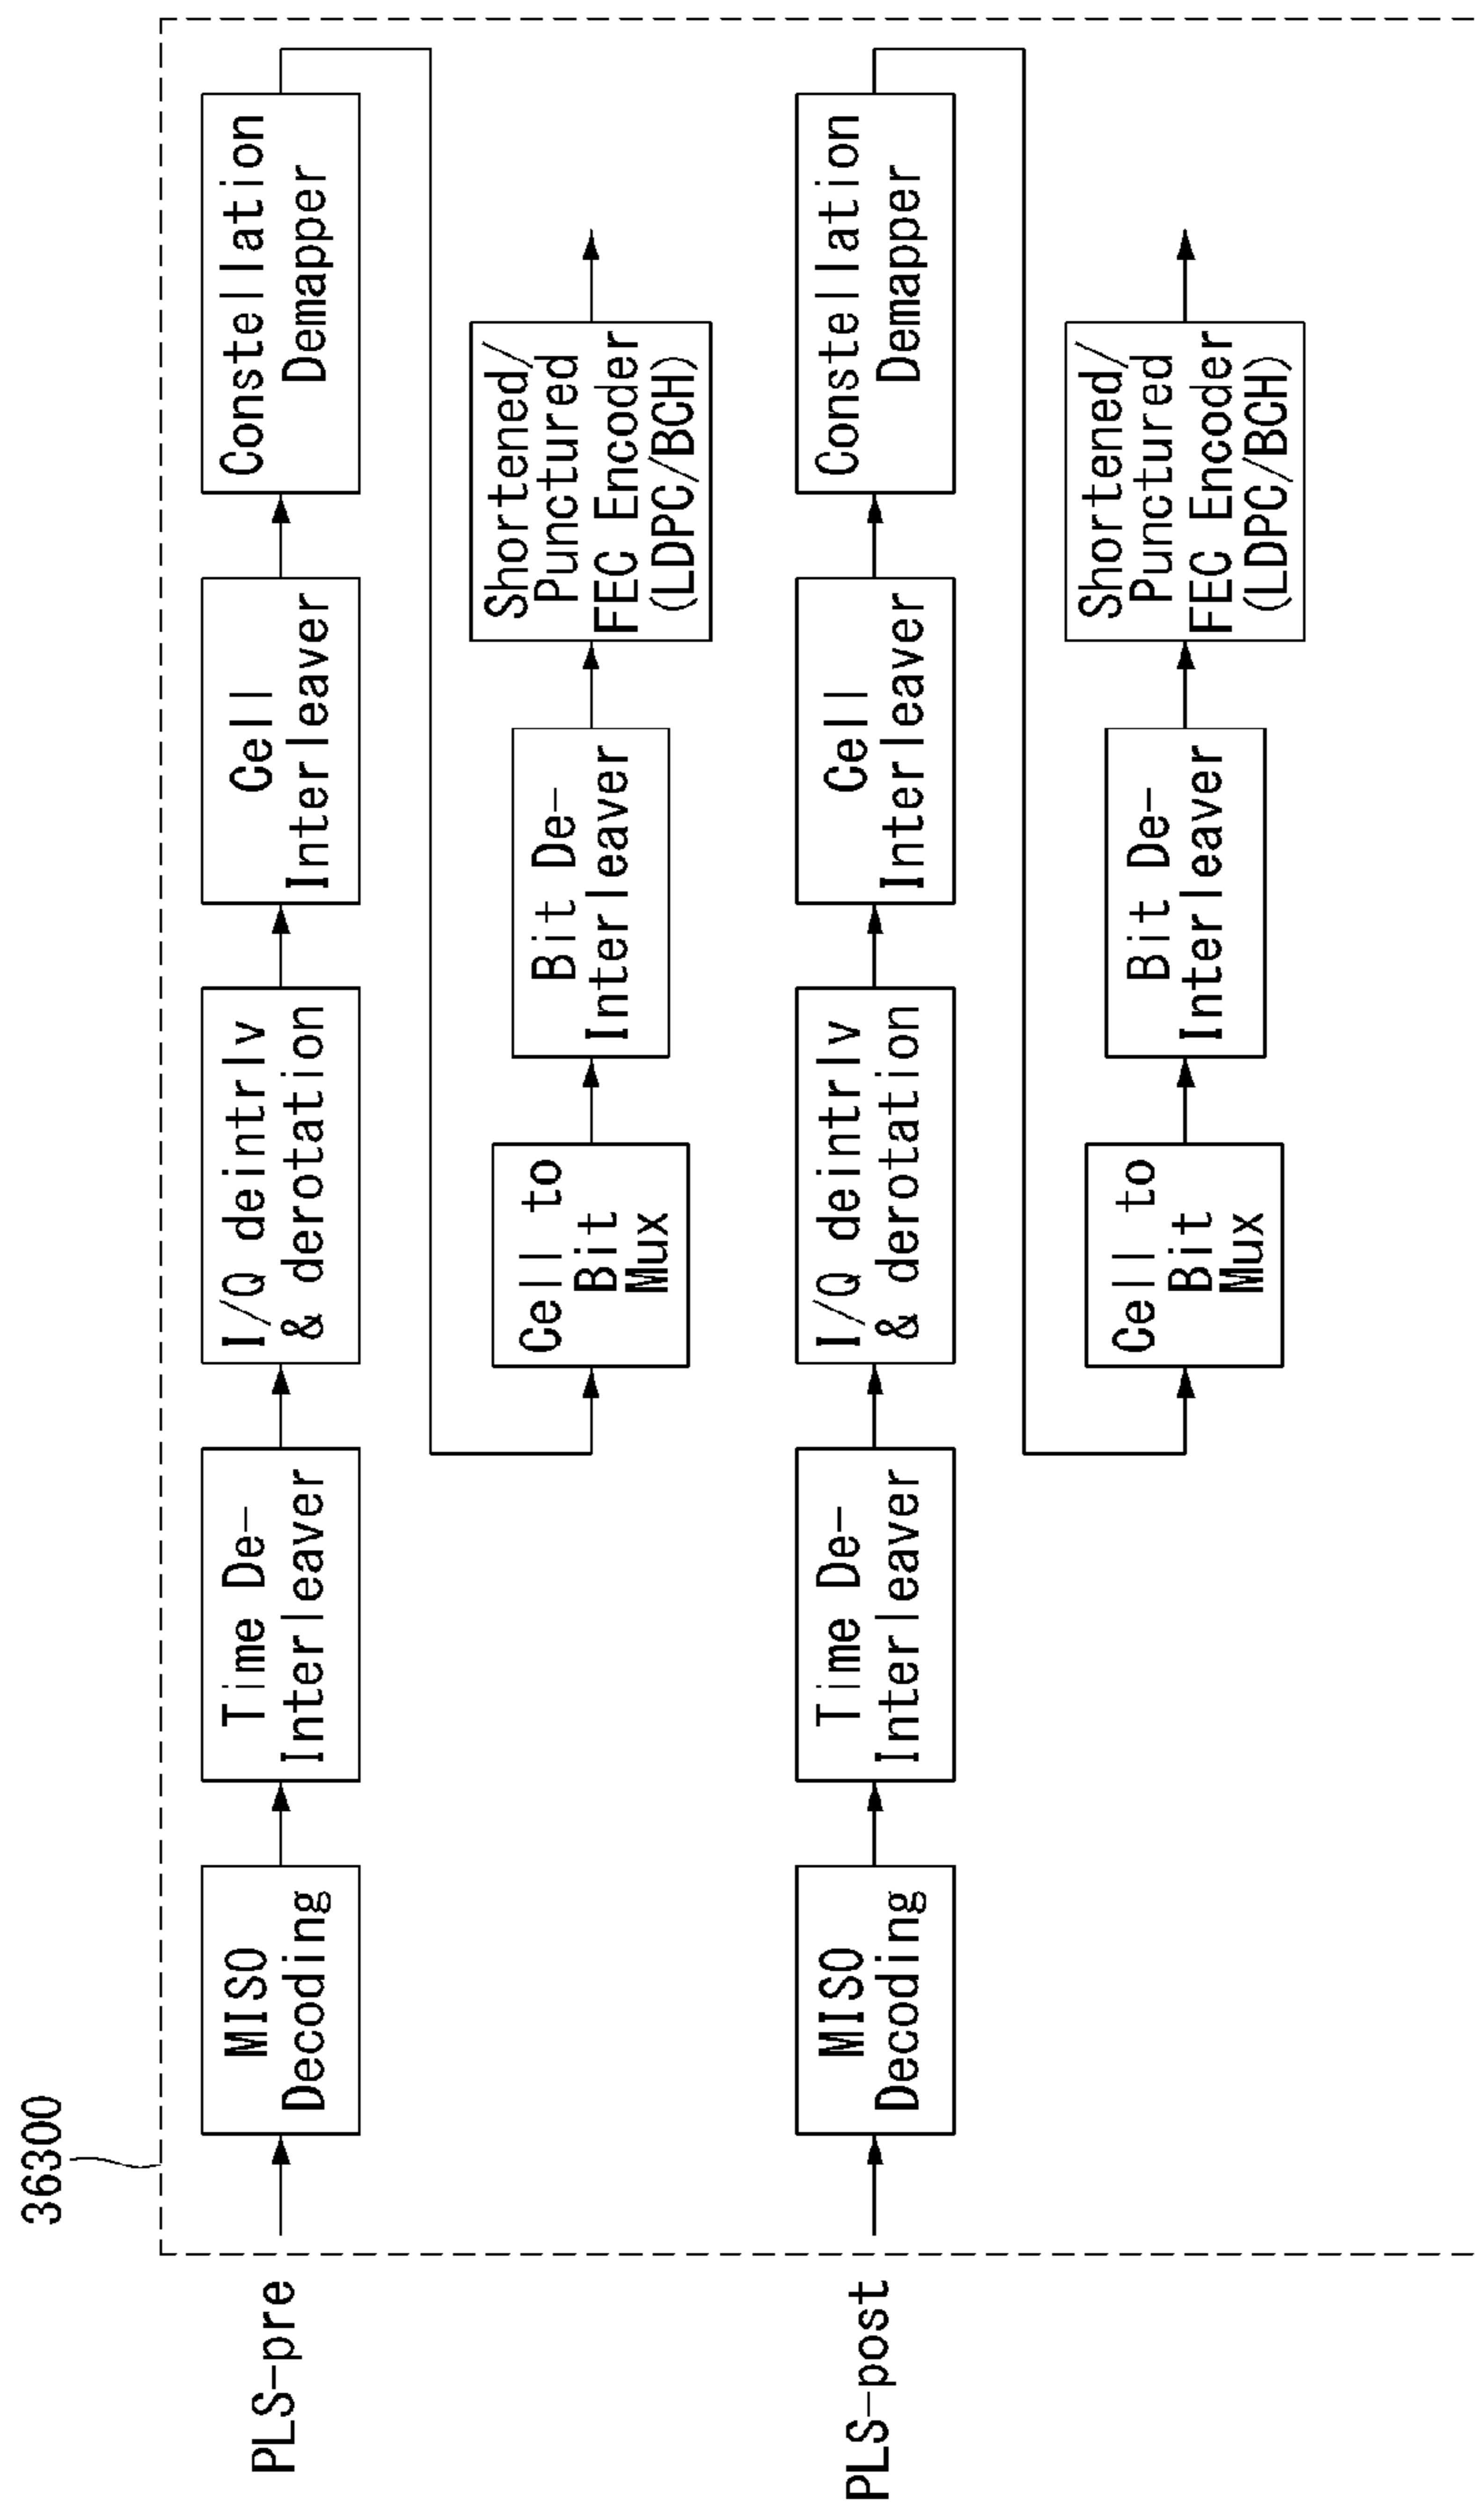 36300
PLS-pre
MISO
Decoding
Time De-
Interleaver
I/Q deintrlv
& derotation
Cell
Interleaver
Constellation
Demapper
Cell to
Bit
Mux
Bit De-
Interleaver
Shortened/
Punctured
FEC Encoder
(LDPC/BCH)
PLS-post
MISO
Decoding
Time De-
Interleaver
I/Q deintrlv
& derotation
Cell
Interleaver
Constellation
Demapper
Cell to
Bit
Mux
Bit De-
Interleaver
Shortened/
Punctured
FEC Encoder
(LDPC/BCH)